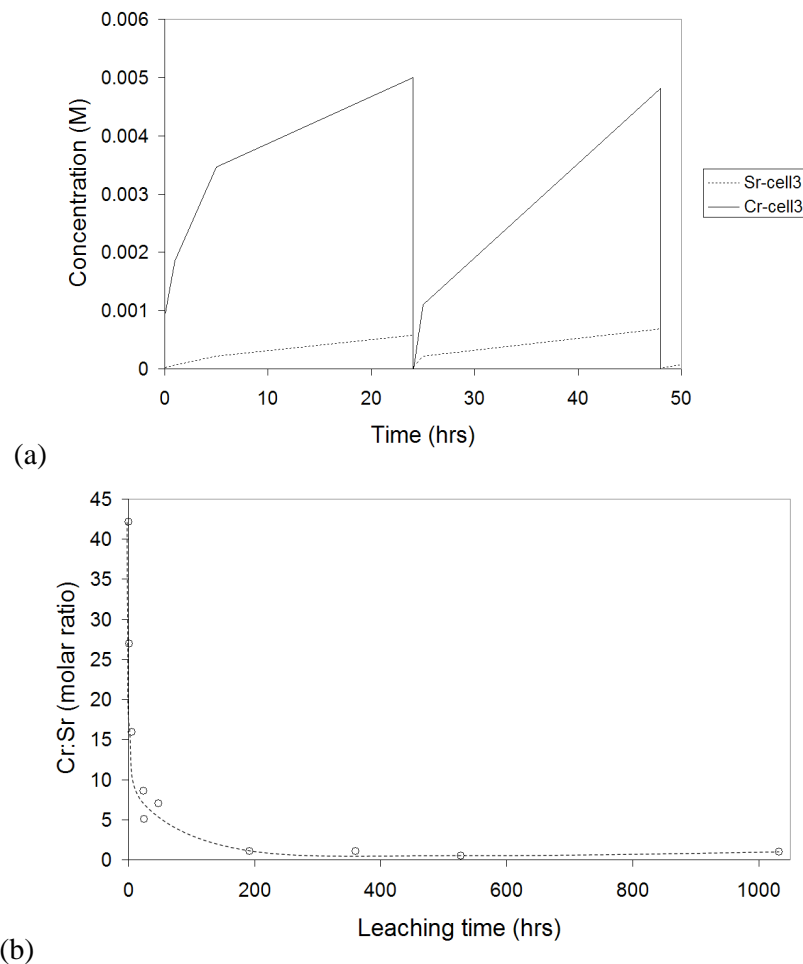 0.006
0.005
0.004
0.003
0.002
0.001
0
Concentration (M)
0 10 20 30 40 50
Time (hrs)
Sr-cell3
Cr-cell3
(a)
45
40
35
30
25
20
15
10
5
0
Cr:Sr (molar ratio)
0 200 400 600 800 1000
Leaching time (hrs)
(b)